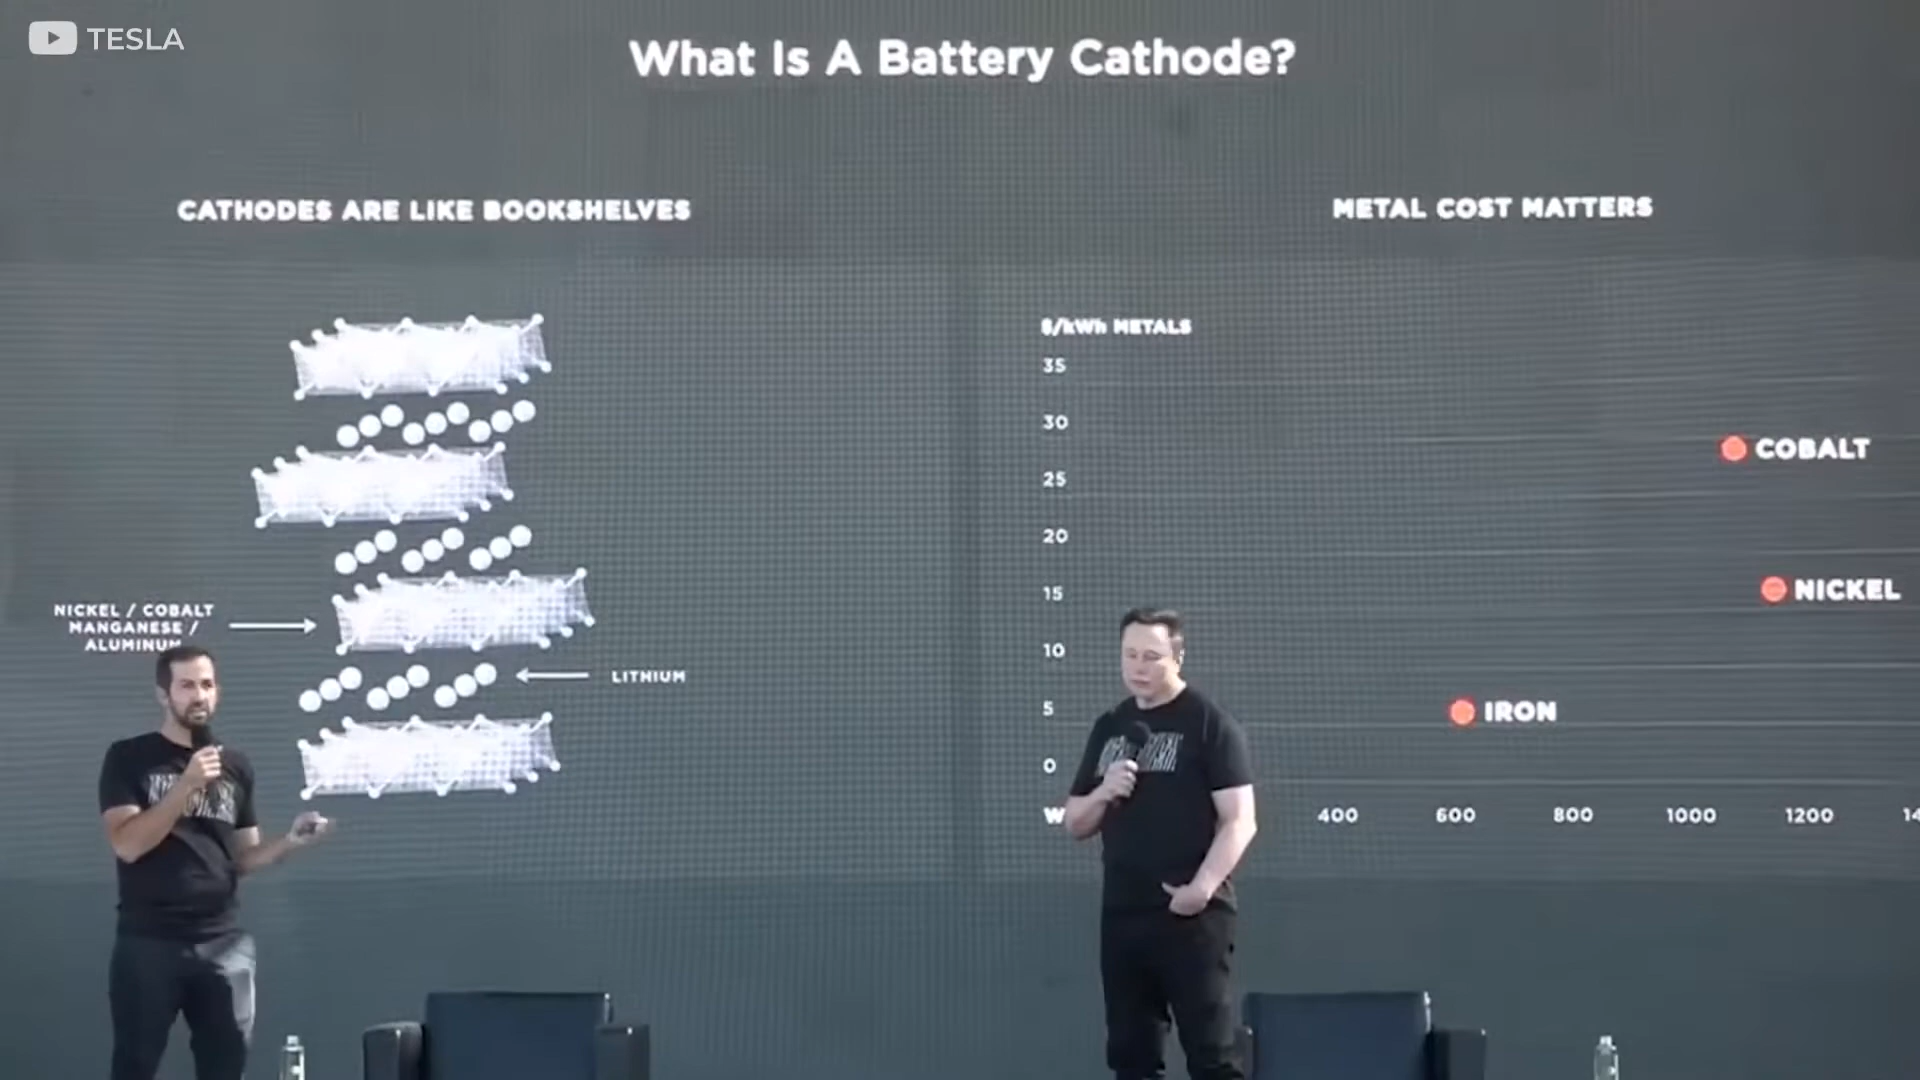 TESLA
What Is A Battery Cathode?
CATHODES ARE LIKE BOOKSHELVES
NICKEL / COBALT
MANGANESE /
ALUMINUM
LITHIUM
METAL COST MATTERS
$/kWh METALS
35
30
25
20
15
10
5
0
COBALT
NICKEL
IRON
400 600 800 1000 1200